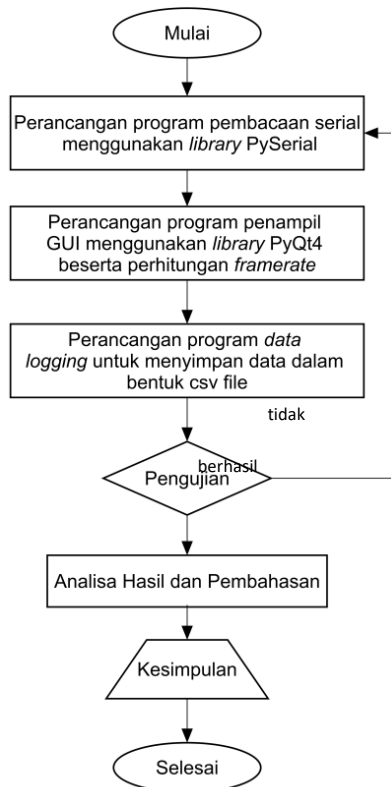 Mulai
Perancangan program pembacaan serial
menggunakan library PySerial
Perancangan program penampil
GUI menggunakan library PyQt4
beserta perhitungan framerate
Perancangan program data
logging untuk menyimpan data dalam
bentuk csv file
tidak
berhasil
Pengujian
Analisa Hasil dan Pembahasan
Kesimpulan
Selesai